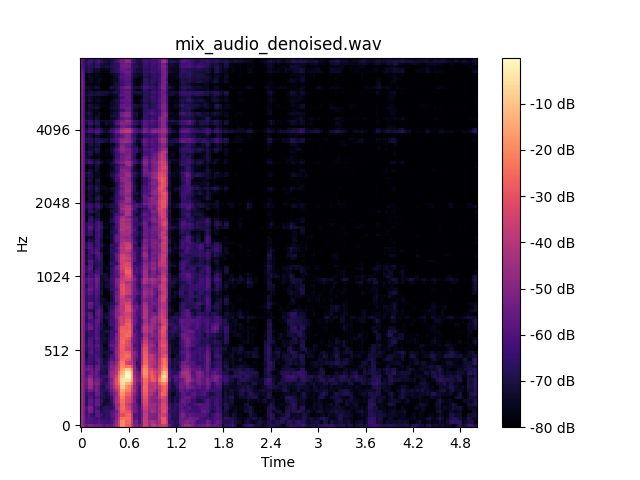 mix_audio_denoised.wav
Hz
4096
2048
1024
512
0
0 0.6 1.2 1.8 2.4 3 3.6 4.2 4.8
Time
-10 dB
-20 dB
-30 dB
-40 dB
-50 dB
-60 dB
-70 dB
-80 dB